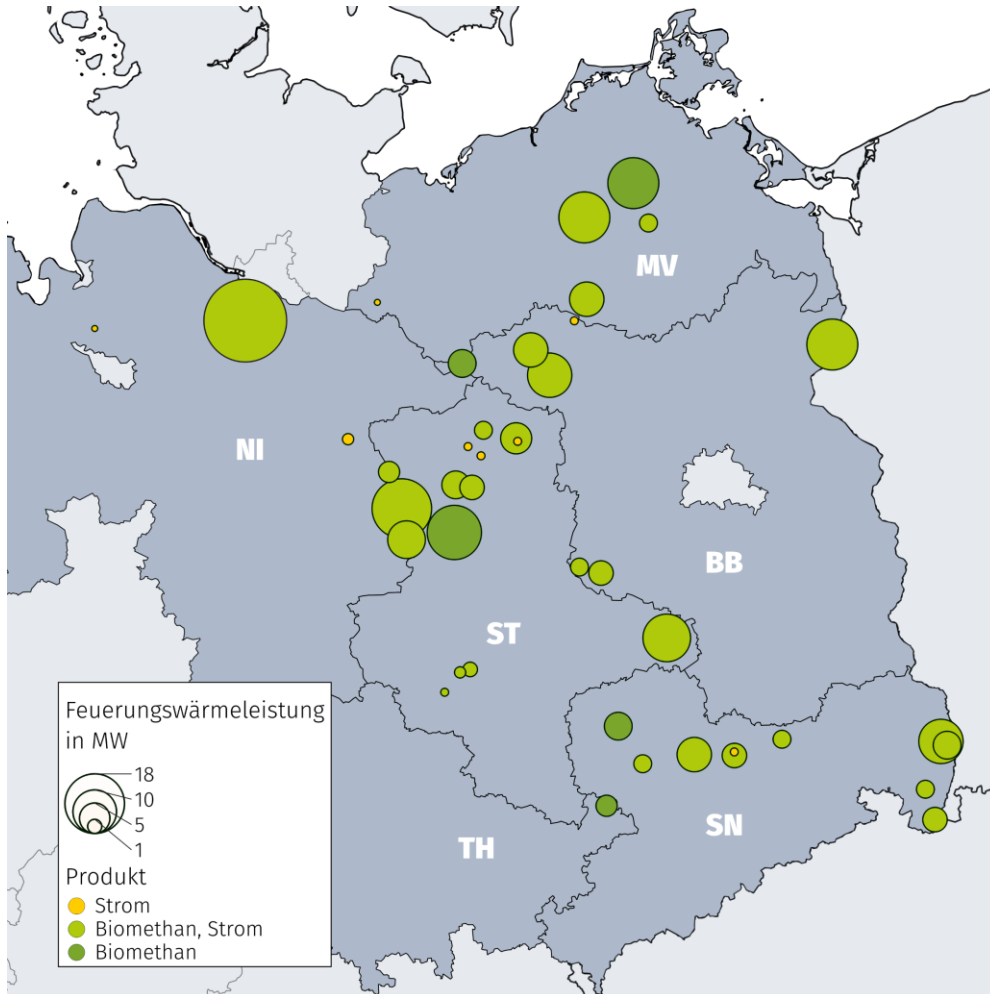 MV
NI
BB
ST
Feuerungswärmeleistung
in MW
18
10
5
1
SN
TH
Produkt
Strom
Biomethan, Strom
Biomethan